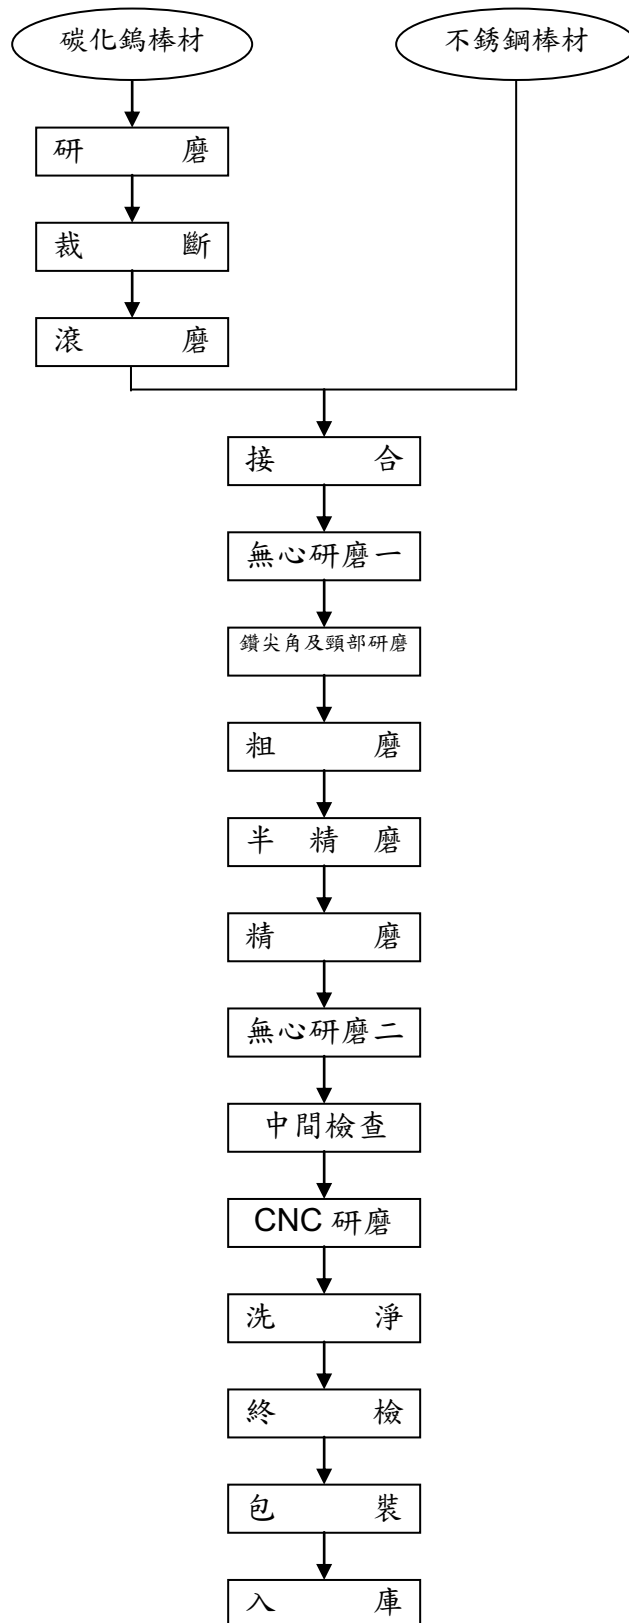 碳化鎢棒材
不銹鋼棒材
研磨
裁斷
滾磨
接合
無心研磨一
鑽尖角及頸部研磨
粗磨
半精磨
精磨
無心研磨二
中間檢查
CNC 研磨
洗淨
終檢
包裝
入庫